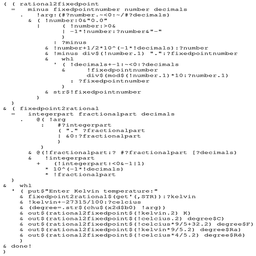 ( ( rational2fixedpoint
= minus fixedpointnumber number decimals
. !arg:(#?number.~<0:~/#?decimals)
& ( !number:0&"0.0"
| ( !number:>0&
| -1*!number:?number&"-"
)
: ?minus
& !number+1/2*10^(-1*!decimals):?number
& !minus div$(!number.1) ".":?fixedpointnumber
& whl
' ( !decimals+-1:~<0:?decimals
& !fixedpointnumber
div$(mod$(!number.1)*10:?number.1)
: ?fixedpointnumber
)
& str$!fixedpointnumber
)
)
& ( fixedpoint2rational
= integerpart fractionalpart decimals
. @( !arg
: #?integerpart
( "." ?fractionalpart
| &0:?fractionalpart
)
)
& @(!fractionalpart:? #?fractionalpart [?decimals)
& !integerpart
+ (!integerpart:<0&-1|1)
* 10^(-1*!decimals)
* !fractionalpart
)
& whl
' ( put$"Enter Kelvin temperature:"
& fixedpoint2rational$(get'(,STR)):?kelvin
& !kelvin+-27315/100:?celcius
& (degree=.str$(chu$(x2d$b0) !arg))
& out$(rational2fixedpoint$(!kelvin.2) K)
& out$(rational2fixedpoint$(!celcius.2) degree$C)
& out$(rational2fixedpoint$(!celcius*9/5+32.2) degree$F)
& out$(rational2fixedpoint$(!kelvin*9/5.2) degree$Ra)
& out$(rational2fixedpoint$(!celcius*4/5.2) degree$Ré)
)
& done!
)